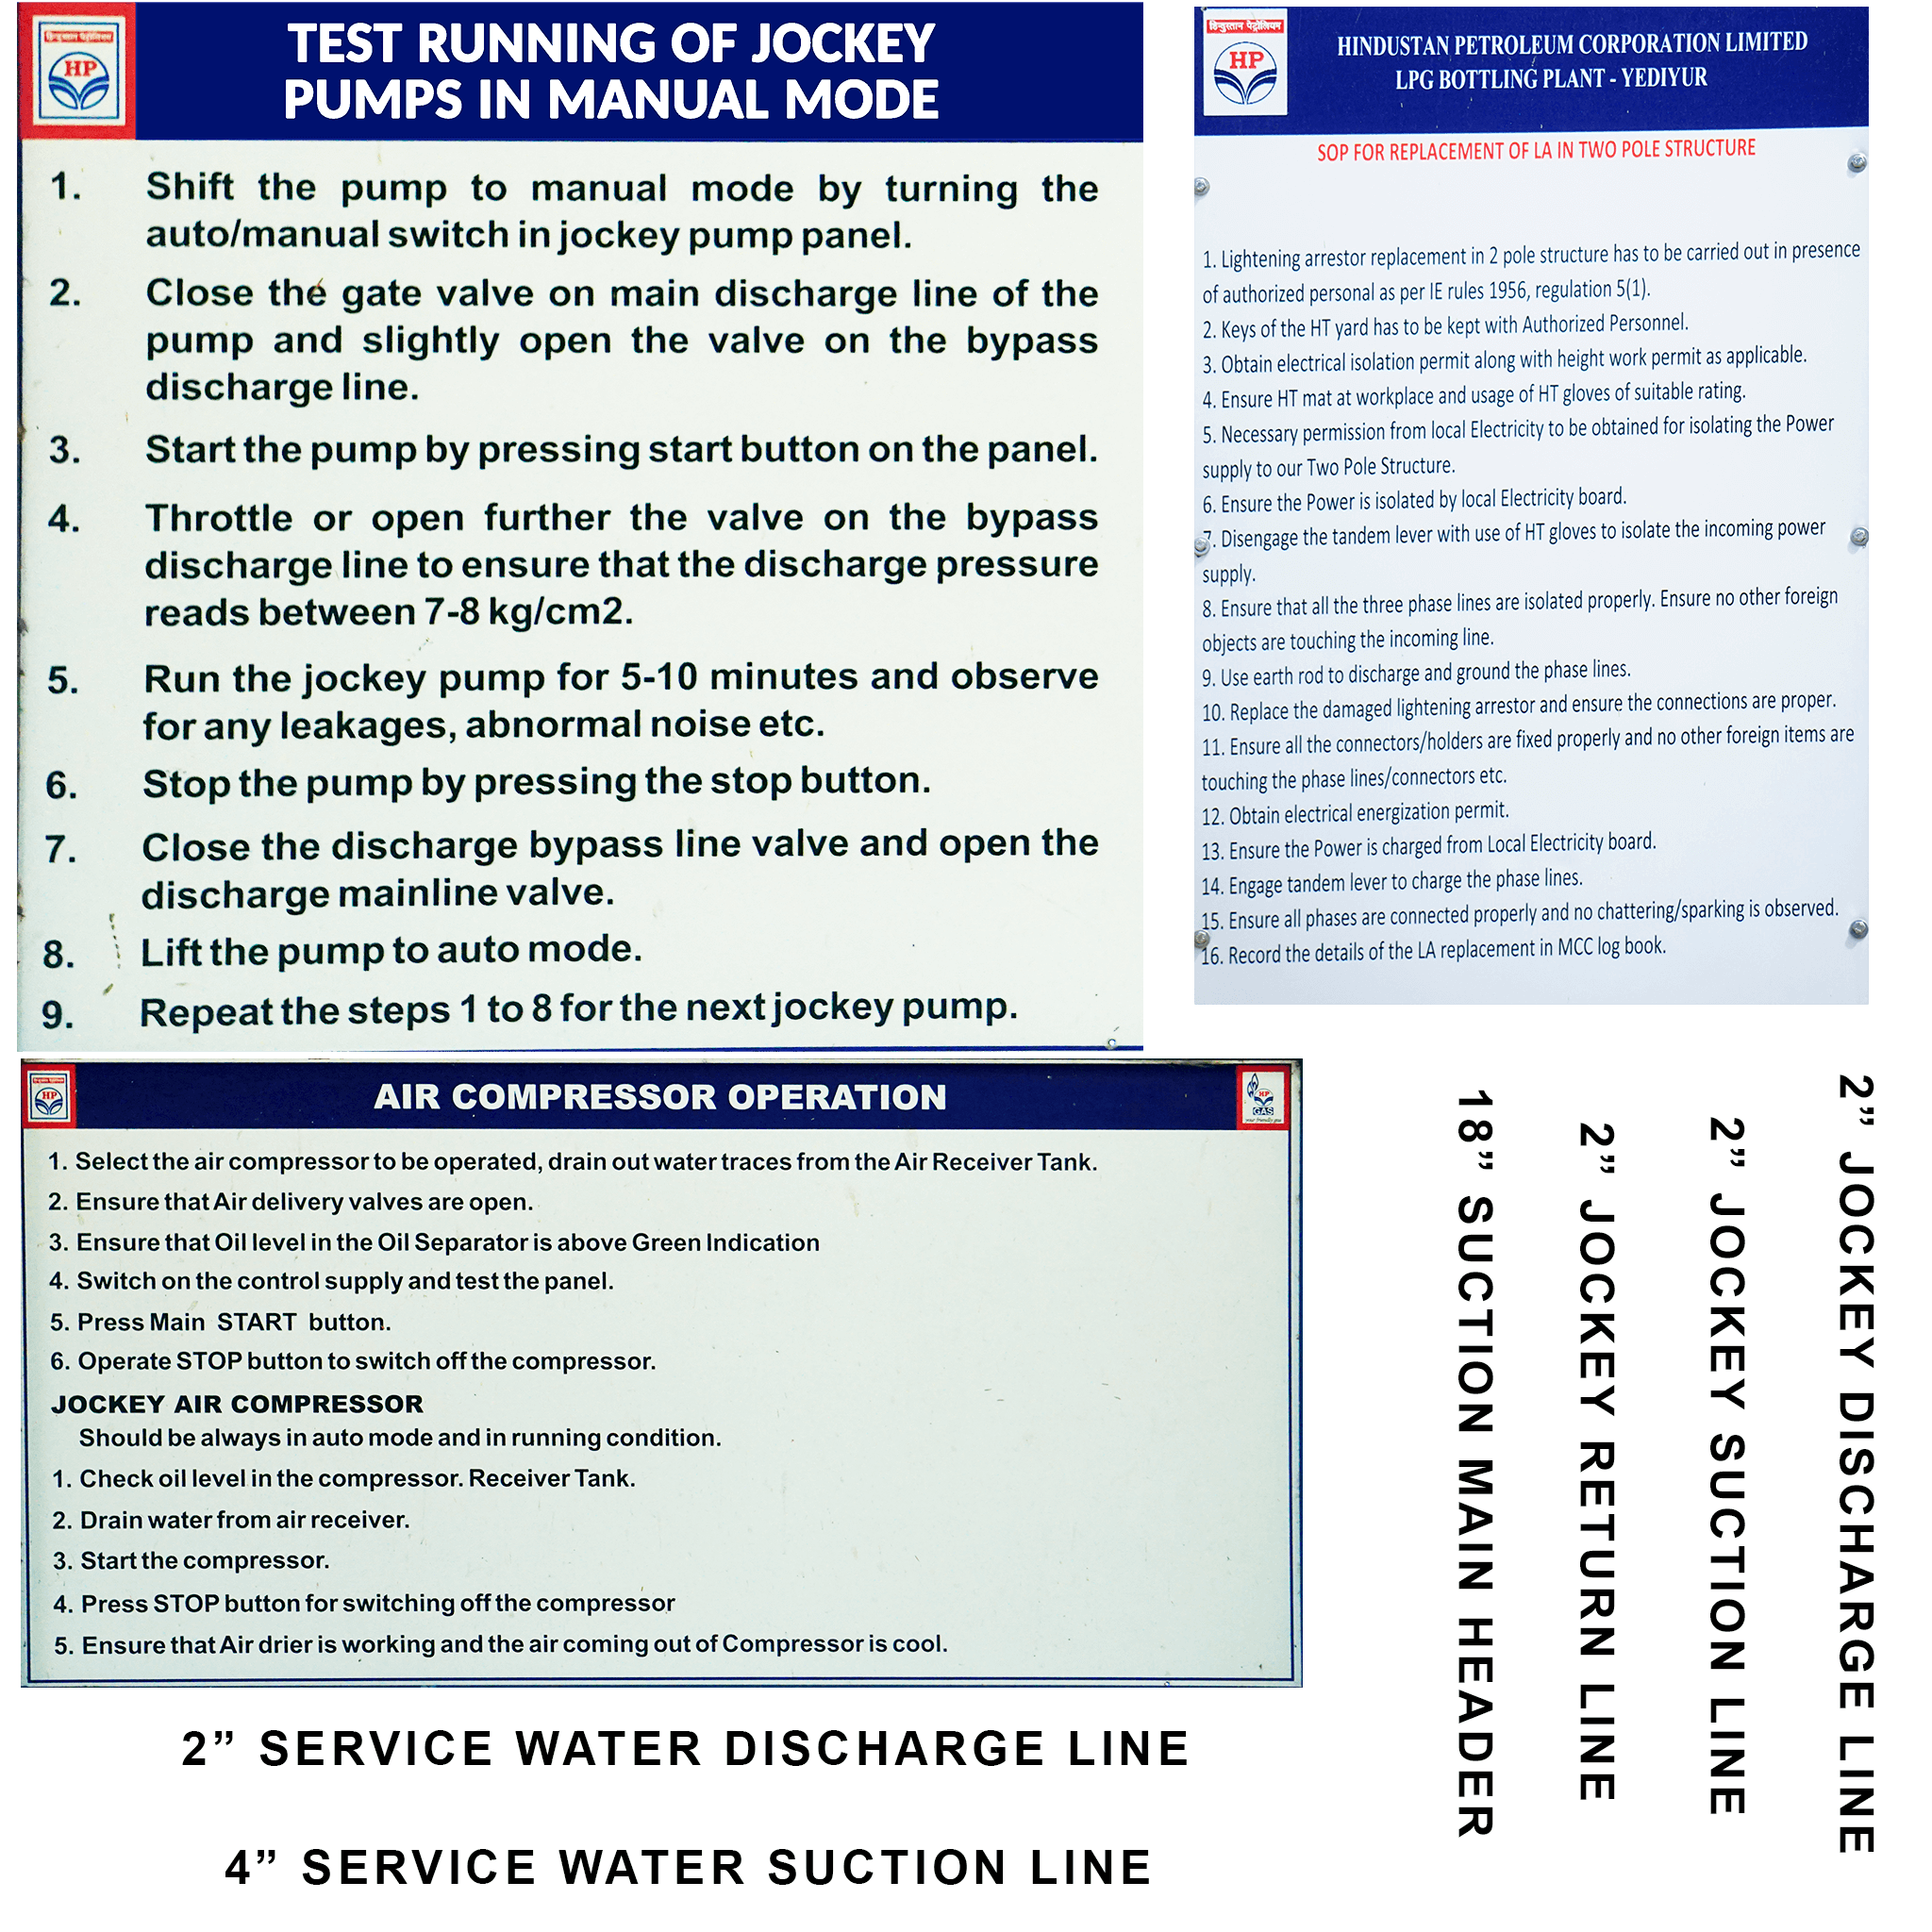 हिन्दुस्तान पेट्रोलियम
HP
TEST RUNNING OF JOCKEY
PUMPS IN MANUAL MODE
1. Shift the pump to manual mode by turning the
auto/manual switch in jockey pump panel.
2. Close the gate valve on main discharge line of the
pump and slightly open the valve on the bypass
discharge line.
3. Start the pump by pressing start button on the panel.
4. Throttle or open further the valve on the bypass
discharge line to ensure that the discharge pressure
reads between 7-8 kg/cm2.
5. Run the jockey pump for 5-10 minutes and observe
for any leakages, abnormal noise etc.
6. Stop the pump by pressing the stop button.
7. Close the discharge bypass line valve and open the
discharge mainline valve.
8. Lift the pump to auto mode.
9. Repeat the steps 1 to 8 for the next jockey pump.
हिन्दुस्तान पेट्रोलियम
HP
HINDUSTAN PETROLEUM CORPORATION LIMITED
LPG BOTTLING PLANT - YEDIYUR
SOP FOR REPLACEMENT OF LA IN TWO POLE STRUCTURE
1. Lightening arrestor replacement in 2 pole structure has to be carried out in presence
of authorized personal as per IE rules 1956, regulation 5(1).
2. Keys of the HT yard has to be kept with Authorized Personnel.
3. Obtain electrical isolation permit along with height work permit as applicable.
4. Ensure HT mat at workplace and usage of HT gloves of suitable rating.
5. Necessary permission from local Electricity to be obtained for isolating the Power
supply to our Two Pole Structure.
6. Ensure the Power is isolated by local Electricity board.
7. Disengage the tandem lever with use of HT gloves to isolate the incoming power
supply.
8. Ensure that all the three phase lines are isolated properly. Ensure no other foreign
objects are touching the incoming line.
9. Use earth rod to discharge and ground the phase lines.
10. Replace the damaged lightening arrestor and ensure the connections are proper.
11. Ensure all the connectors/holders are fixed properly and no other foreign items are
touching the phase lines/connectors etc.
12. Obtain electrical energization permit.
13. Ensure the Power is charged from Local Electricity board.
14. Engage tandem lever to charge the phase lines.
15. Ensure all phases are connected properly and no chattering/sparking is observed.
16. Record the details of the LA replacement in MCC log book.
हिन्दुस्तान पेट्रोलियम
HP
AIR COMPRESSOR OPERATION
HP
GAS
your friendly gas
1. Select the air compressor to be operated, drain out water traces from the Air Receiver Tank.
2. Ensure that Air delivery valves are open.
3. Ensure that Oil level in the Oil Separator is above Green Indication
4. Switch on the control supply and test the panel.
5. Press Main START button.
6. Operate STOP button to switch off the compressor.
JOCKEY AIR COMPRESSOR
Should be always in auto mode and in running condition.
1. Check oil level in the compressor. Receiver Tank.
2. Drain water from air receiver.
3. Start the compressor.
4. Press STOP button for switching off the compressor
5. Ensure that Air drier is working and the air coming out of Compressor is cool.
18” SUCTION MAIN HEADER
2” JOCKEY RETURN LINE
2” JOCKEY SUCTION LINE
2” JOCKEY DISCHARGE LINE
2” SERVICE WATER DISCHARGE LINE
4” SERVICE WATER SUCTION LINE